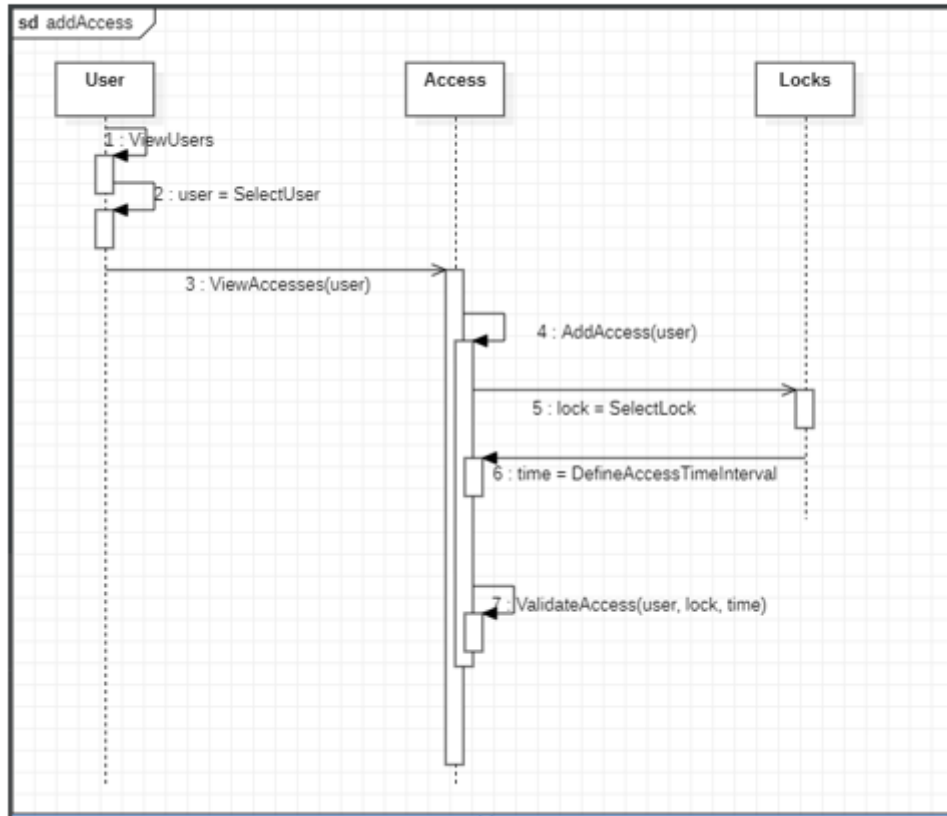 sd addAccess
User
Access
Locks
1 : ViewUsers
2 : user = SelectUser
3 : ViewAccesses(user)
4 : AddAccess(user)
5 : lock = SelectLock
6 : time = DefineAccessTimeInterval
7 : ValidateAccess(user, lock, time)